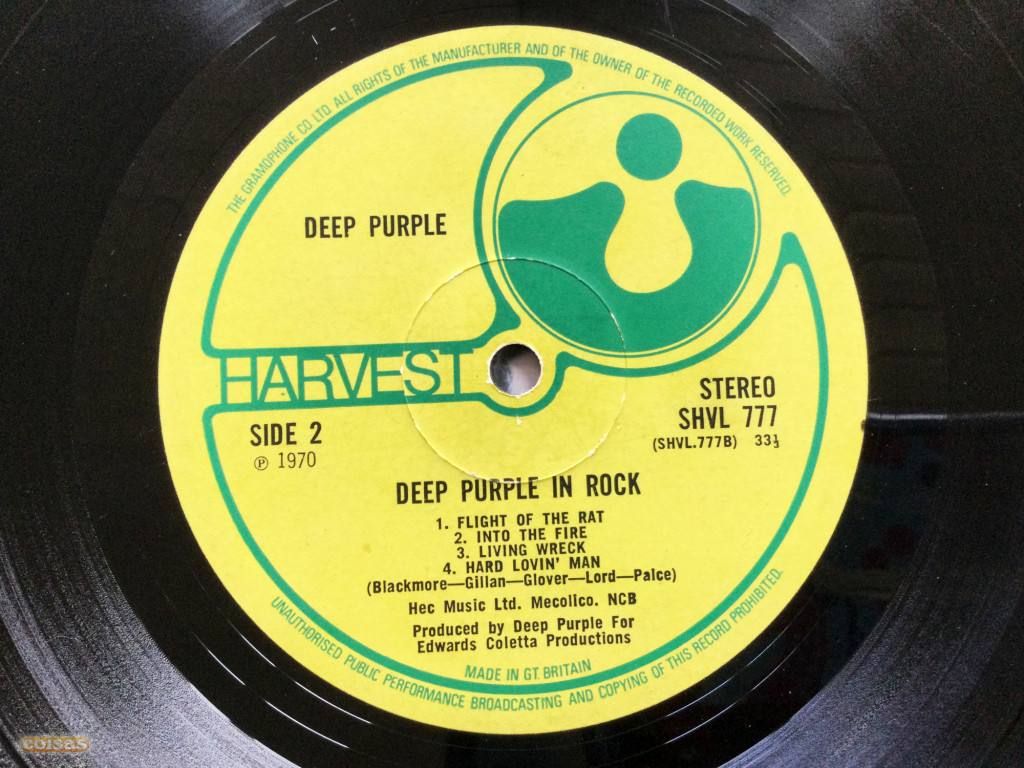 THE GRAMOPHONE CO LTD. ALL RIGHTS OF THE MANUFACTURER AND OF THE OWNER OF THE RECORDED WORK RESERVED.
DEEP PURPLE
HARVEST
STEREO
SHVL 777
(SHVL.777B) 33⅓
SIDE 2
℗ 1970
DEEP PURPLE IN ROCK
1. FLIGHT OF THE RAT
2. INTO THE FIRE
3. LIVING WRECK
4. HARD LOVIN' MAN
(Blackmore—Gillan—Glover—Lord—Palce)
Hec Music Ltd. Mecolico. NCB
Produced by Deep Purple For
Edwards Coletta Productions
MADE IN GT. BRITAIN
UNAUTHORISED PUBLIC PERFORMANCE BROADCASTING AND COPYING OF THIS RECORD PROHIBITED.
coisas